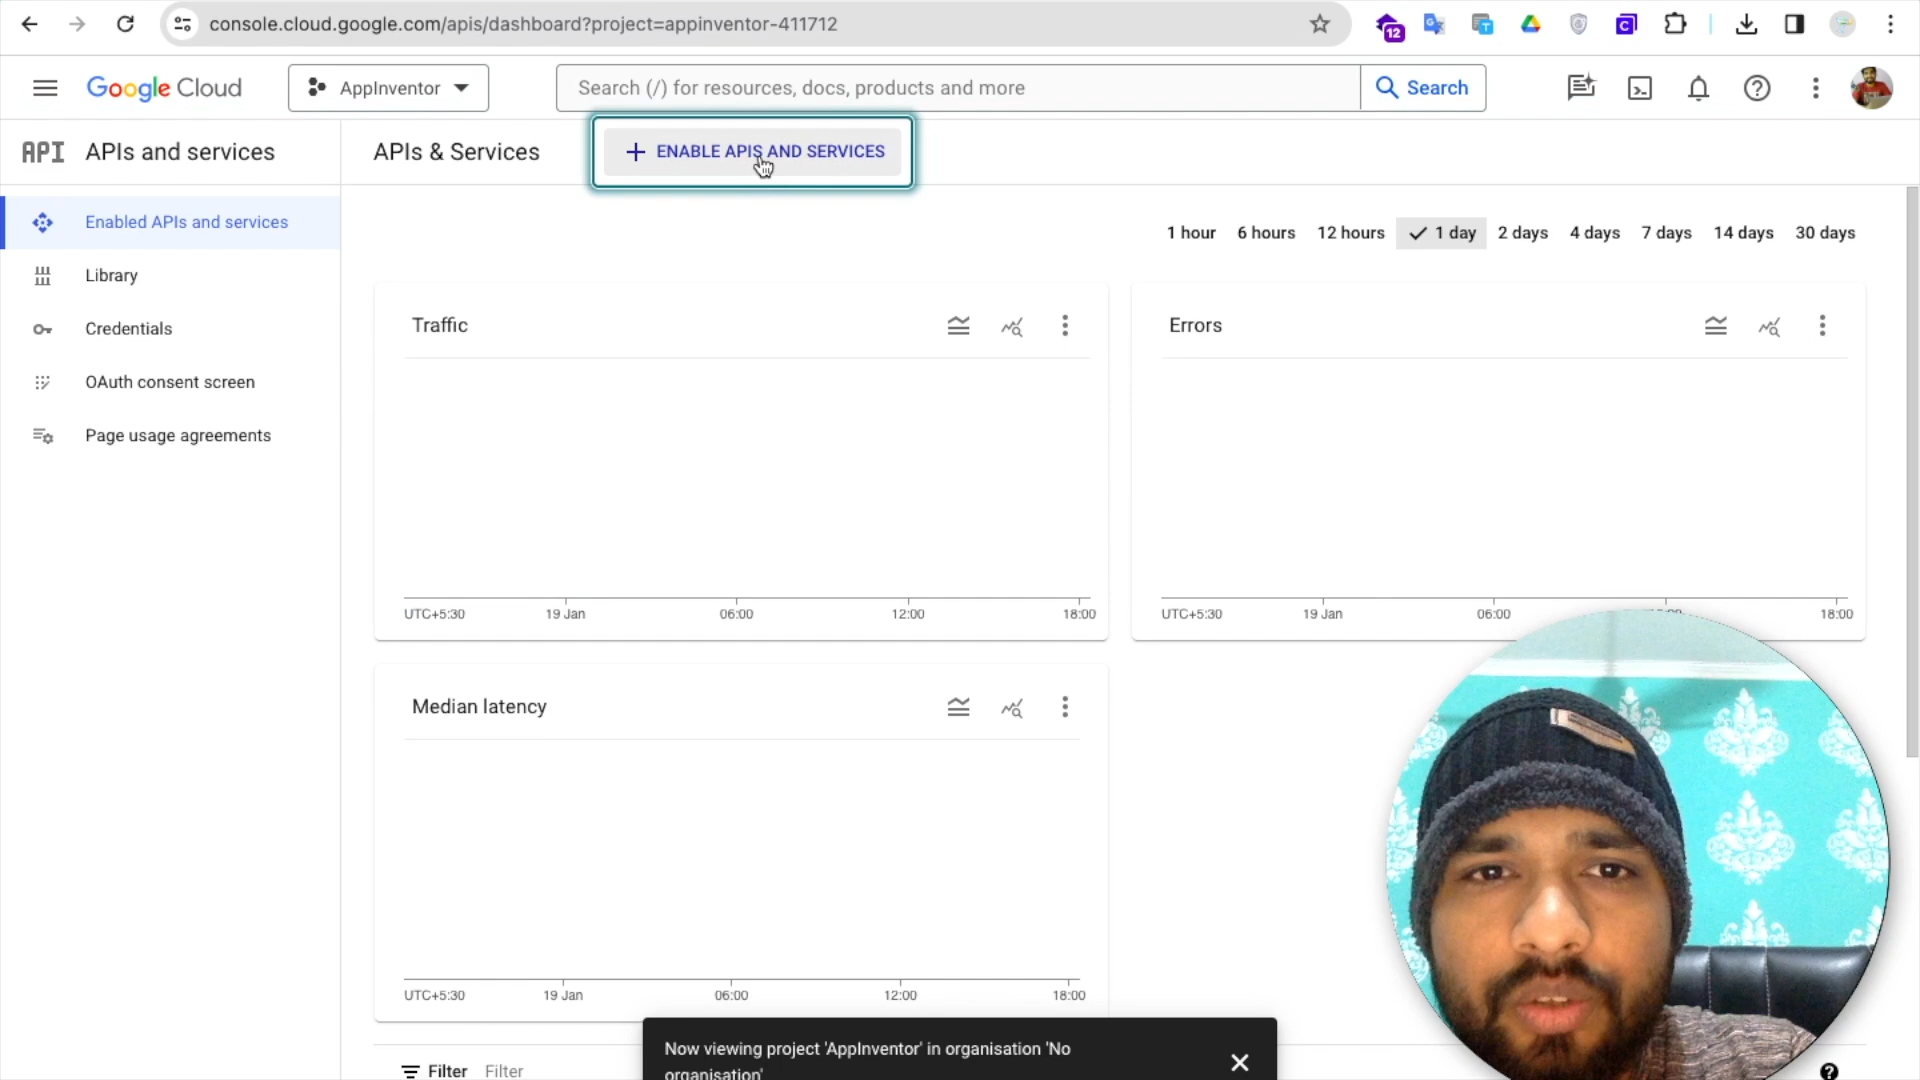 console.cloud.google.com/apis/dashboard?project=appinventor-411712
12
Google Cloud
AppInventor
Search (/) for resources, docs, products and more
Search
API APIs and services
APIs & Services
+ ENABLE APIS AND SERVICES
Enabled APIs and services
Library
Credentials
OAuth consent screen
Page usage agreements
1 hour 6 hours 12 hours 1 day 2 days 4 days 7 days 14 days 30 days
Traffic
UTC+5:30 19 Jan 06:00 12:00 18:00
Errors
UTC+5:30 19 Jan 06:00 18:00
Median latency
UTC+5:30 19 Jan 06:00 12:00 18:00
Now viewing project 'AppInventor' in organisation 'No
organisation'
Filter Filter